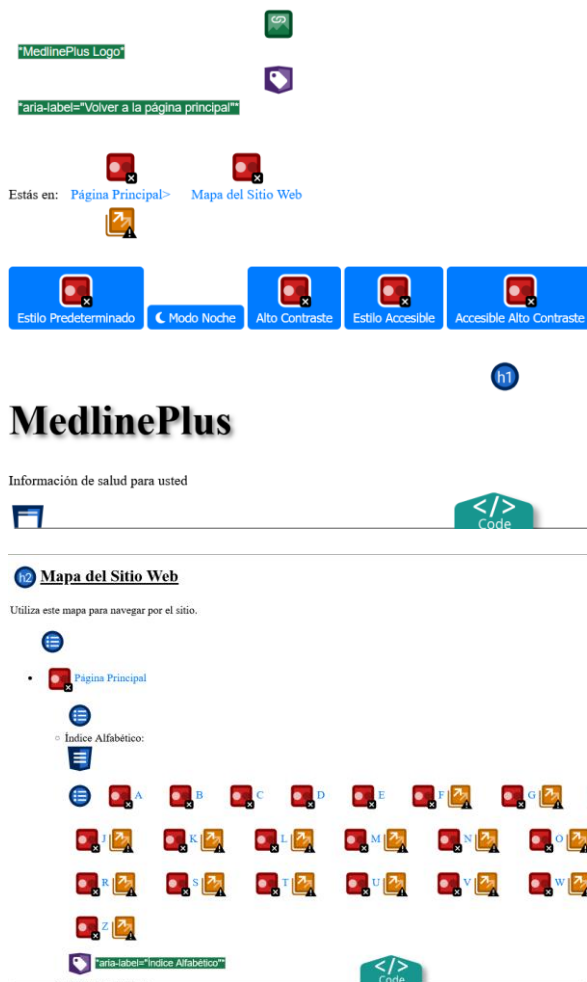 *MedlinePlus Logo*
*aria-label="Volver a la página principal"*
Estás en: Página Principal> Mapa del Sitio Web
Estilo Predeterminado Modo Noche Alto Contraste Estilo Accesible Accesible Alto Contraste
h1
MedlinePlus
Información de salud para usted
</>
Code
h2 Mapa del Sitio Web
Utiliza este mapa para navegar por el sitio.
Página Principal
Índice Alfabético:
A B C D E F G
J K L M N O
R S T U V W
Z
*aria-label="Índice Alfabético"*
</>
Code